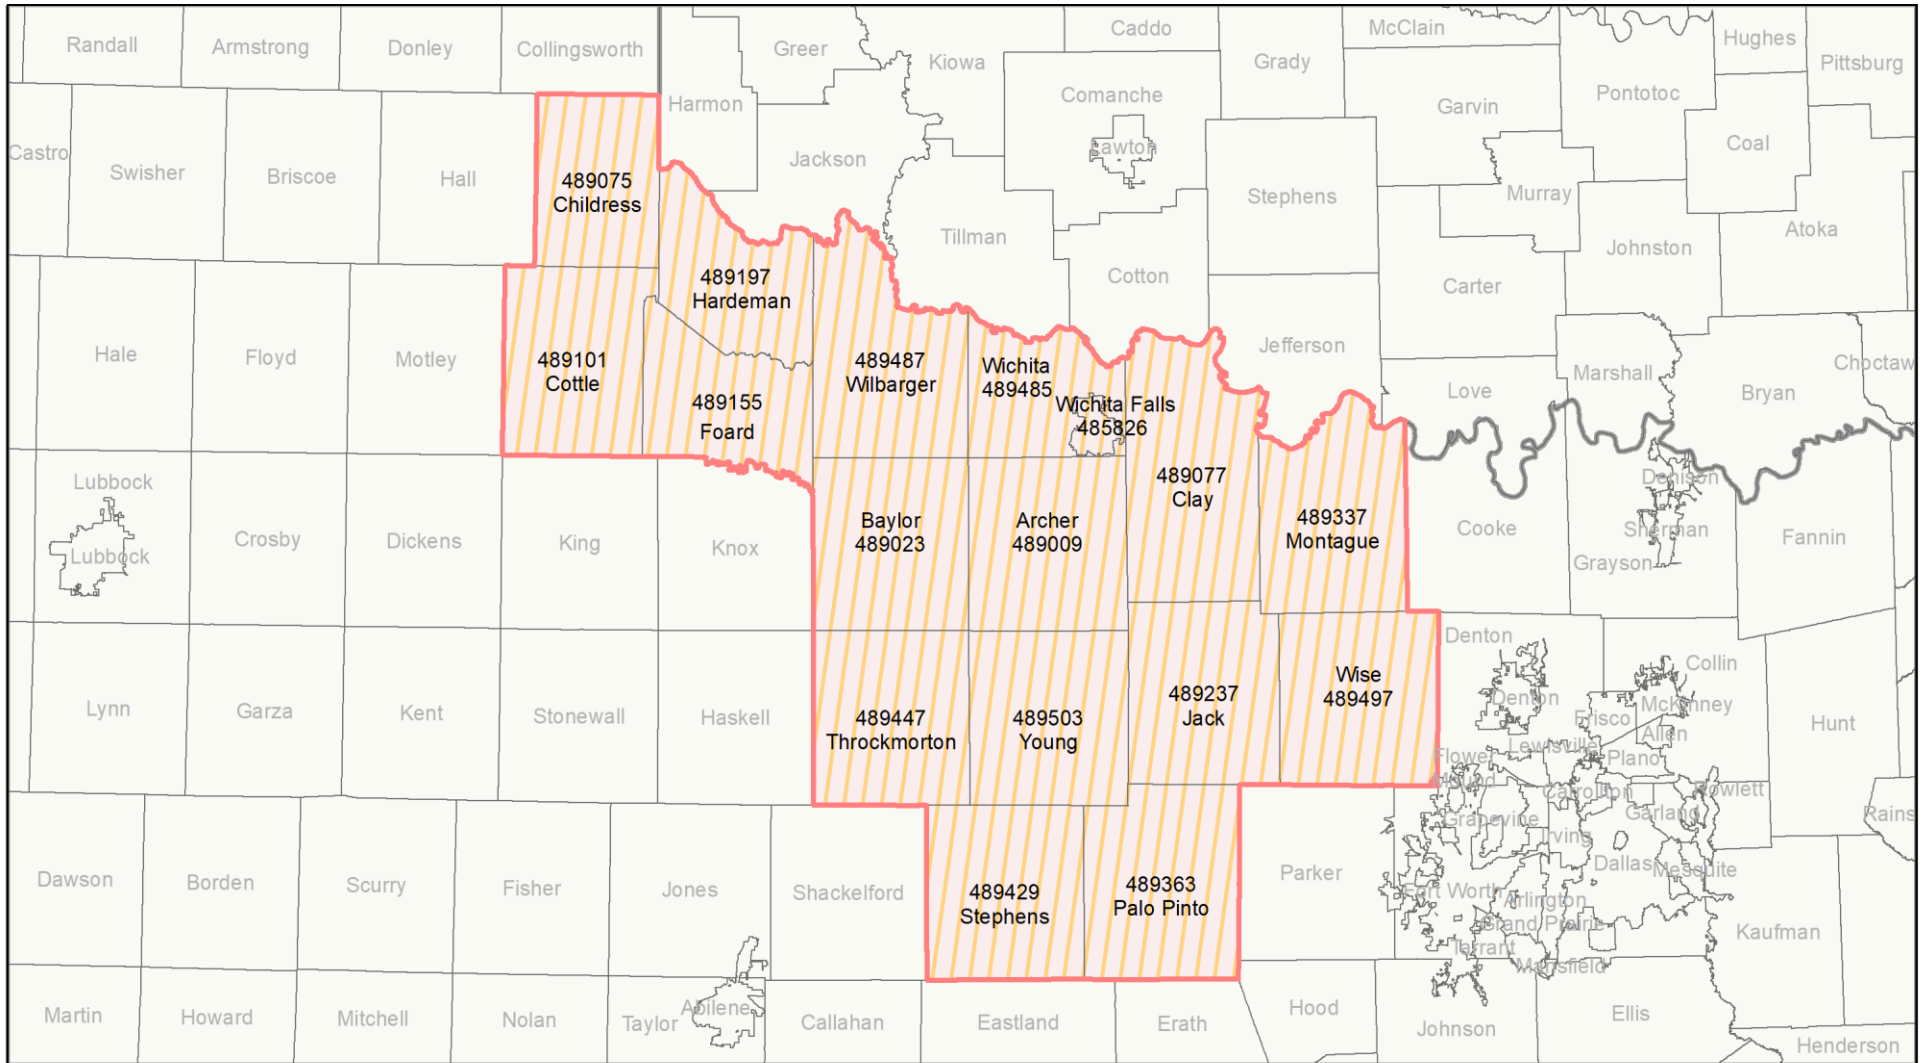 Randall
Armstrong
Donley
Collingsworth
Greer
Kiowa
Caddo
Grady
McClain
Hughes
Pittsburg
Harmon
Comanche
Garvin
Pontotoc
Castro
Swisher
Briscoe
Hall
489075
Childress
Jackson
Lawton
Stephens
Murray
Coal
Tillman
Cotton
Johnston
Atoka
489197
Hardeman
Carter
Hale
Floyd
Motley
489101
Cottle
489155
Foard
489487
Wilbarger
Wichita
489485
Wichita Falls
485826
Jefferson
Love
Marshall
Bryan
Choctaw
Lubbock
Lubbock
Crosby
Dickens
King
Knox
Baylor
489023
Archer
489009
489077
Clay
489337
Montague
Cooke
Denison
Sherman
Grayson
Fannin
Lynn
Garza
Kent
Stonewall
Haskell
489447
Throckmorton
489503
Young
489237
Jack
Wise
489497
Denton
Denton
Collin
McKinney
Frisco
Allen
Lewisville
Plano
Flower
Mound
Hunt
Carrollton
Rowlett
Grapevine
Garland
Irving
Rains
Dawson
Borden
Scurry
Fisher
Jones
Shackelford
489429
Stephens
489363
Palo Pinto
Parker
Dallas
Mesquite
Fort Worth
Arlington
Grand Prairie
Tarrant
Mansfield
Kaufman
Martin
Howard
Mitchell
Nolan
Taylor
Abilene
Callahan
Eastland
Erath
Hood
Johnson
Ellis
Henderson